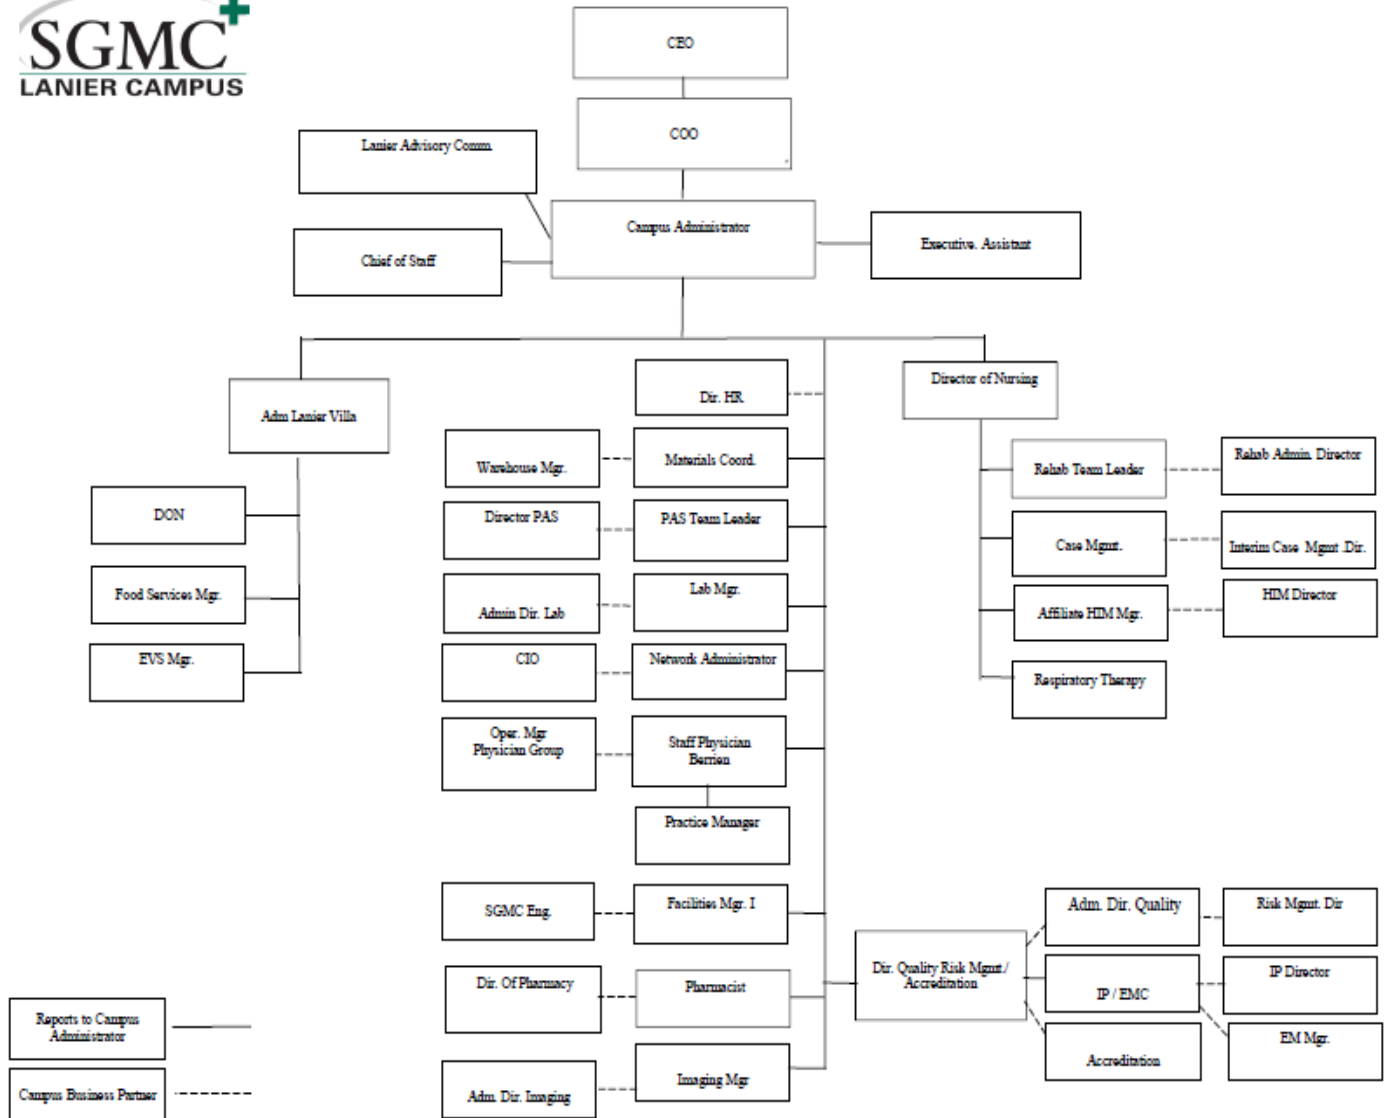 SGMC
LANIER CAMPUS
CEO
COO
Lanier Advisory Comm.
Campus Administrator
Executive. Assistant
Chief of Staff
Adm Lanier Villa
DON
Food Services Mgr.
EVS Mgr.
Dir. HR
Warehouse Mgr.
Materials Coord.
Director PAS
PAS Team Leader
Admin Dir. Lab
Lab Mgr.
CIO
Network Administrator
Oper. Mgr
Physician Group
Staff Physician
Berrien
Practice Manager
SGMC Eng.
Facilities Mgr. I
Dir. Of Pharmacy
Pharmacist
Adm. Dir. Imaging
Imaging Mgr
Director of Nursing
Rehab Team Leader
Rehab Admin. Director
Case Mgmt.
Interim Case Mgmt .Dir.
Affiliate HIM Mgr.
HIM Director
Respiratory Therapy
Dir. Quality Risk Mgmt./
Accreditation
Adm. Dir. Quality
Risk Mgmt. Dir
IP / EMC
IP Director
EM Mgr.
Accreditation
Reports to Campus
Administrator
Campus Business Partner